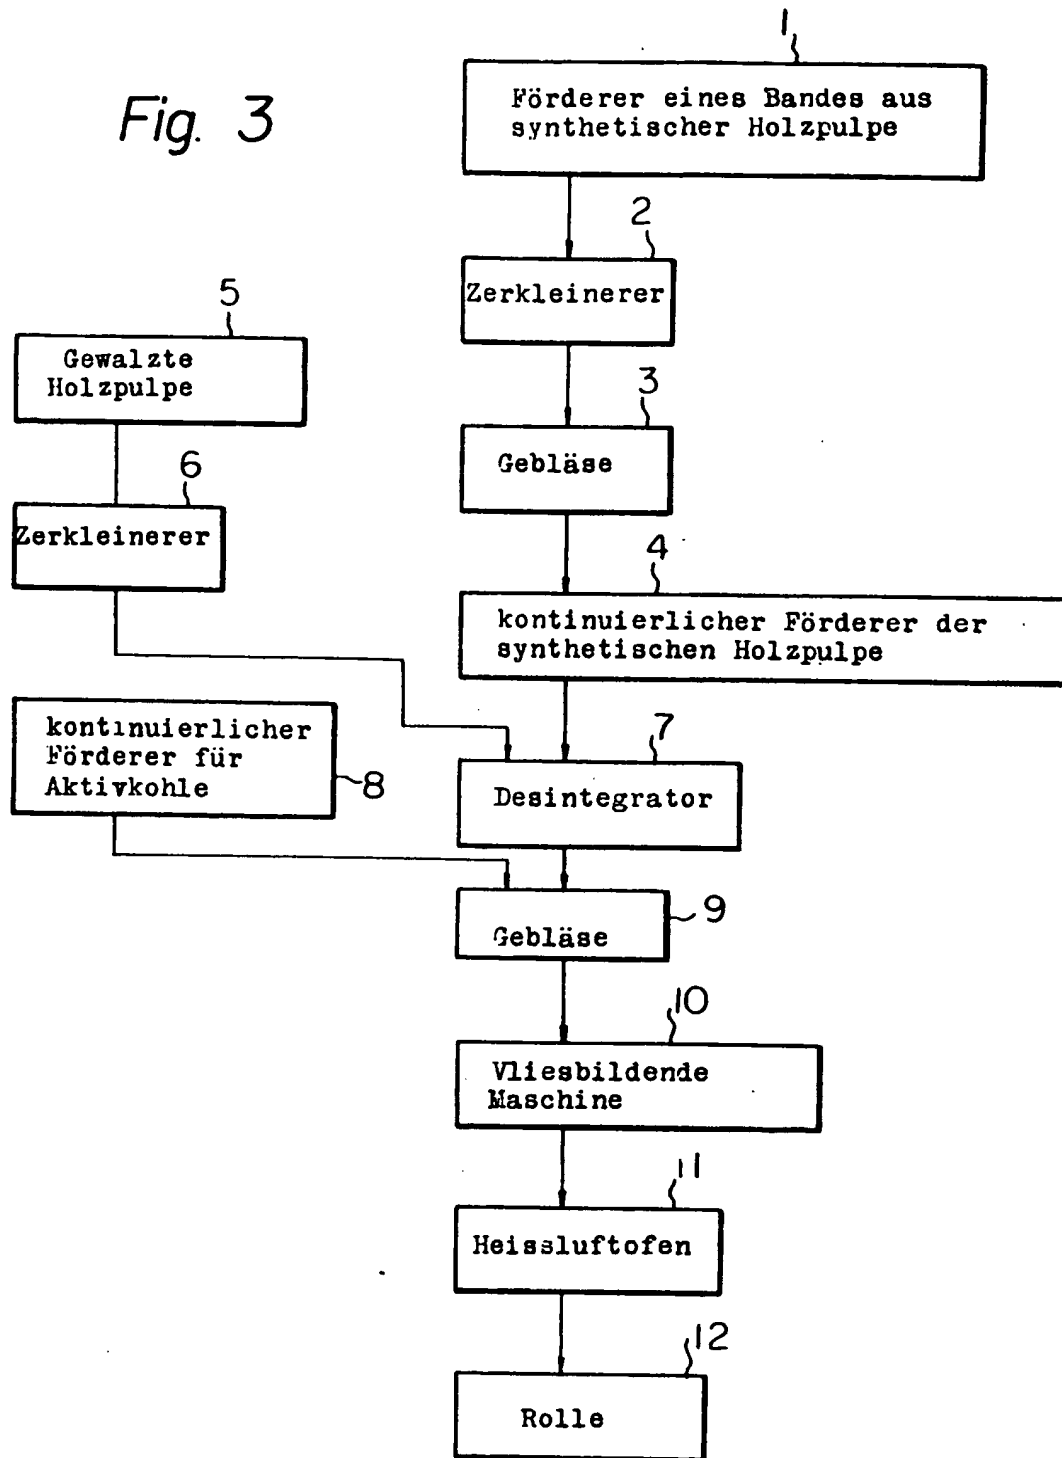 Fig. 3
1
Förderer eines Bandes aus
synthetischer Holzpulpe
2
Zerkleinerer
3
Gebläse
4
kontinuierlicher Förderer der
synthetischen Holzpulpe
5
Gewalzte
Holzpulpe
6
Zerkleinerer
7
Desintegrator
kontinuierlicher
Förderer für
Aktivkohle
8
Gebläse
9
10
Vliesbildende
Maschine
11
Heissluftofen
12
Rolle